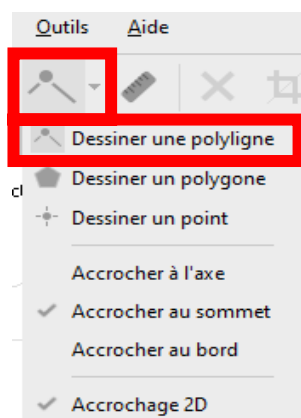 Outils Aide
Dessiner une polyligne
Dessiner un polygone
Dessiner un point
Accrocher à l'axe
Accrocher au sommet
Accrocher au bord
Accrochage 2D